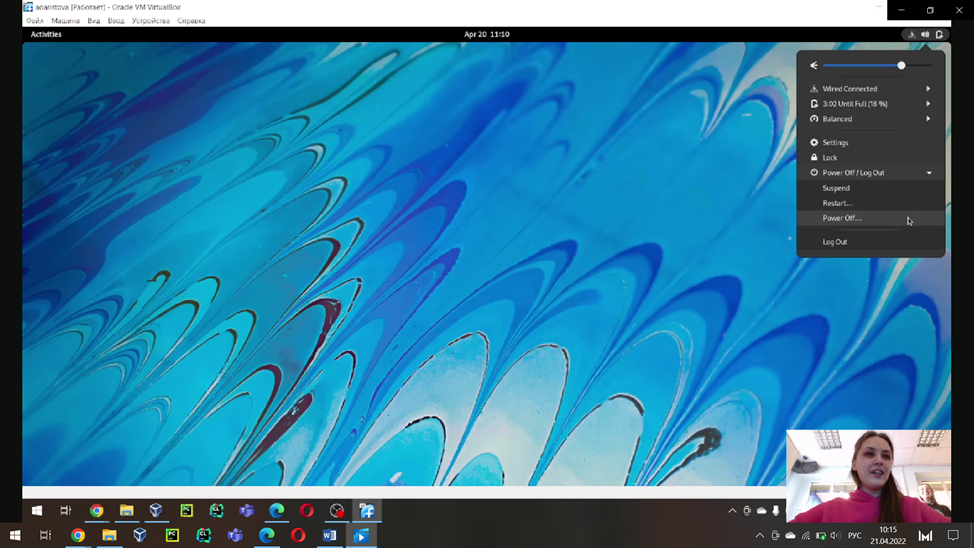 aoaristova [Работает] - Oracle VM VirtualBox
Файл Машина Вид Ввод Устройства Справка
Activities
Apr 20 11:10
Wired Connected
3:02 Until Full (18 %)
Balanced
Settings
Lock
Power Off / Log Out
Suspend
Restart...
Power Off...
Log Out
10:15
РУС
21.04.2022